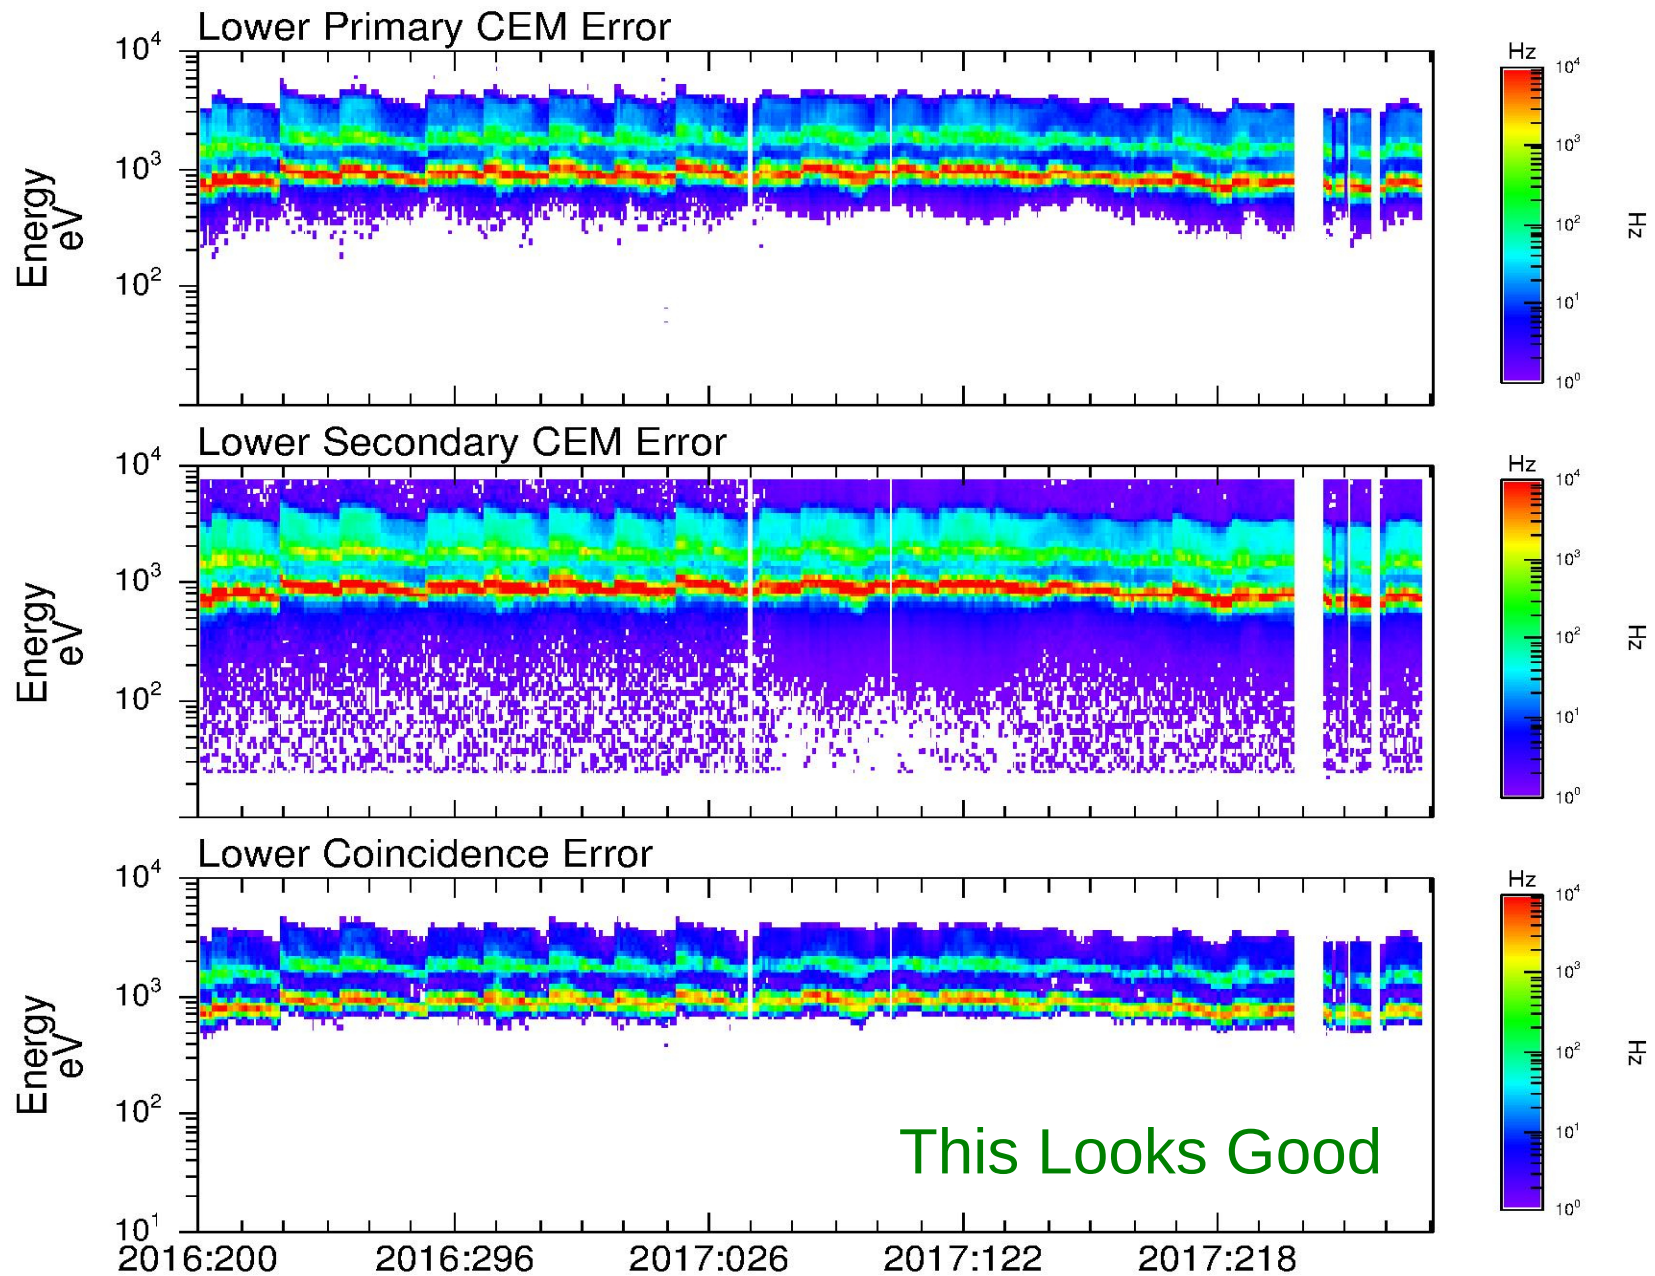 Lower Primary CEM Error
10⁴
10³
10²
Energy
eV
Hz
10⁴
10³
10²
10¹
10⁰
Hz
Lower Secondary CEM Error
10⁴
10³
10²
Energy
eV
Hz
10⁴
10³
10²
10¹
10⁰
Hz
Lower Coincidence Error
10⁴
10³
10²
10¹
Energy
eV
This Looks Good
Hz
10⁴
10³
10²
10¹
10⁰
Hz
2016:200 2016:296 2017:026 2017:122 2017:218